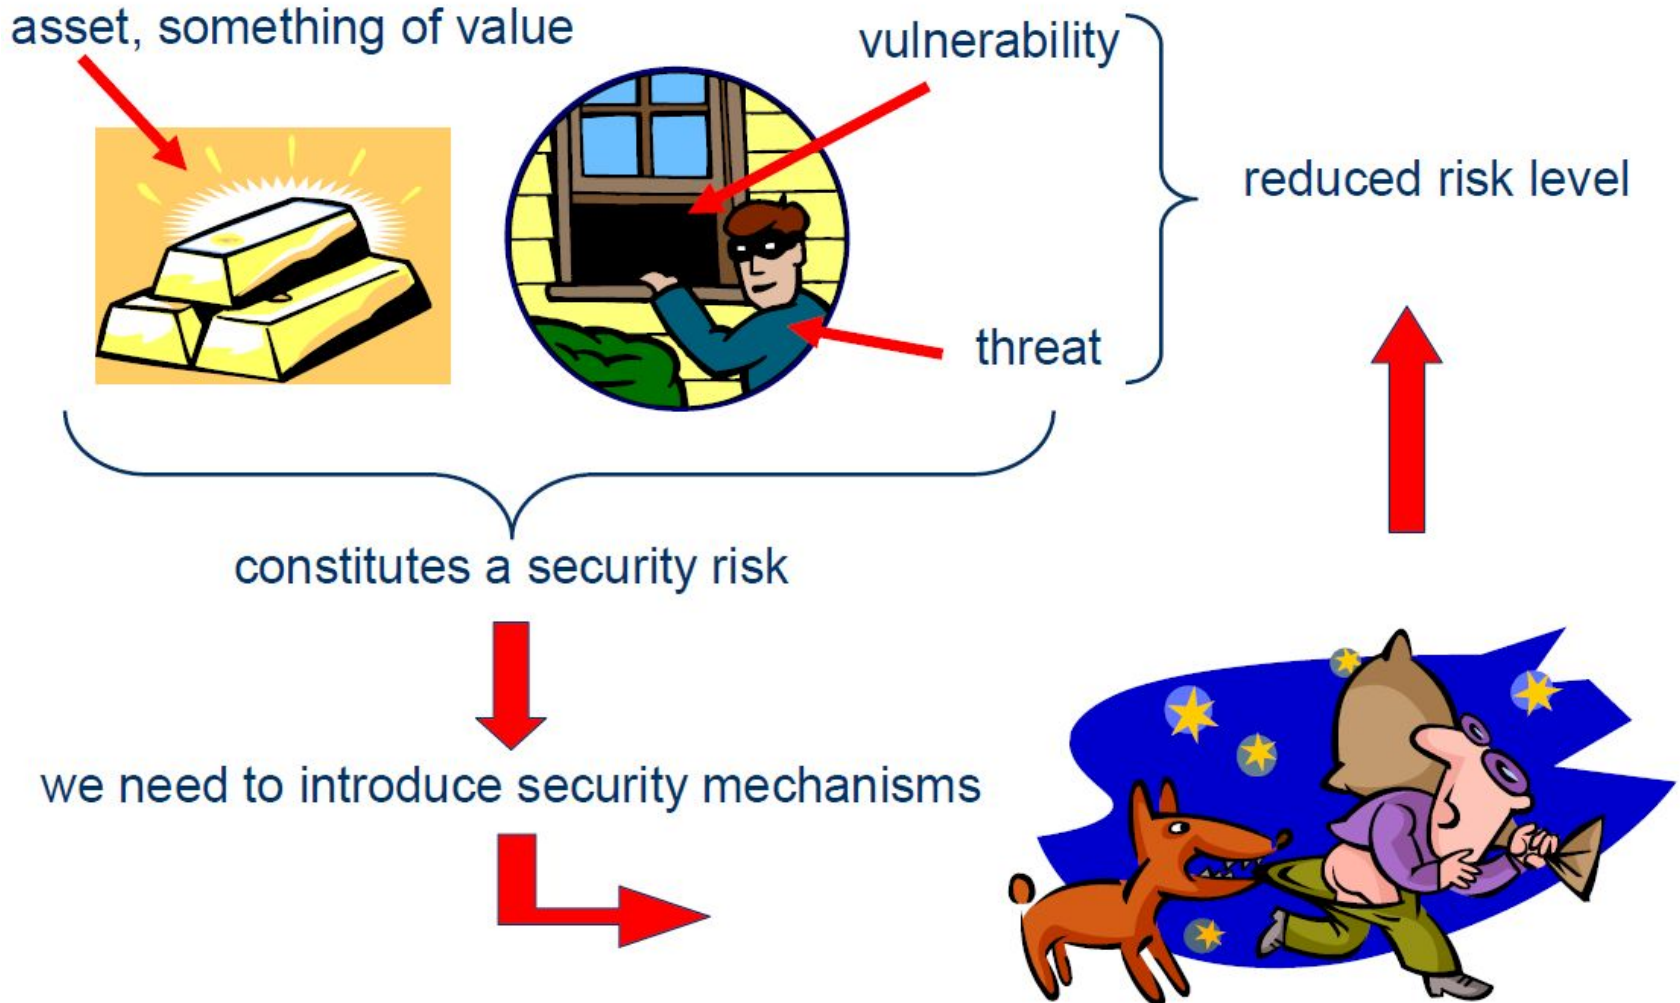 asset, something of value
vulnerability
reduced risk level
threat
constitutes a security risk
we need to introduce security mechanisms